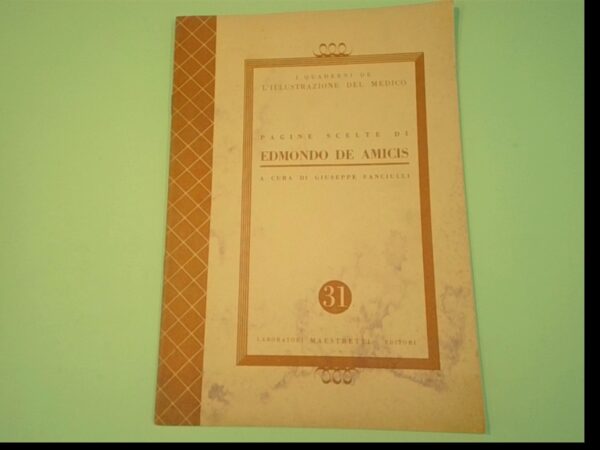 I QUADERNI DE
L'ILLUSTRAZIONE DEL MEDICO
PAGINE SCELTE DI
EDMONDO DE AMICIS
A CURA DI GIUSEPPE FANCIULLI
31
LABORATORI MAESTRETTI - EDITORI